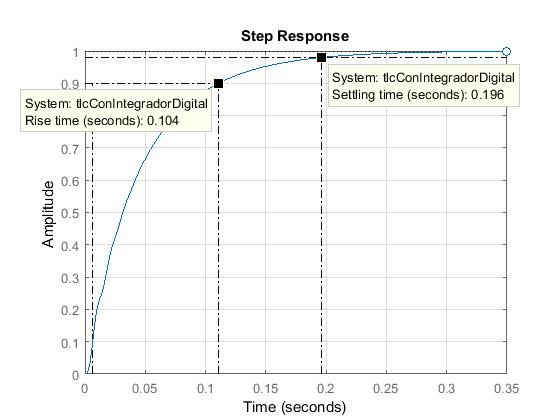 Step Response
System: tlcConIntegradorDigital
Settling time (seconds): 0.196
System: tlcConIntegradorDigital
Rise time (seconds): 0.104
Amplitude
1
0.9
0.7
0.6
0.5
0.4
0.3
0.2
0.1
0
0
0.05
0.1
0.15
0.2
0.25
0.3
0.35
Time (seconds)